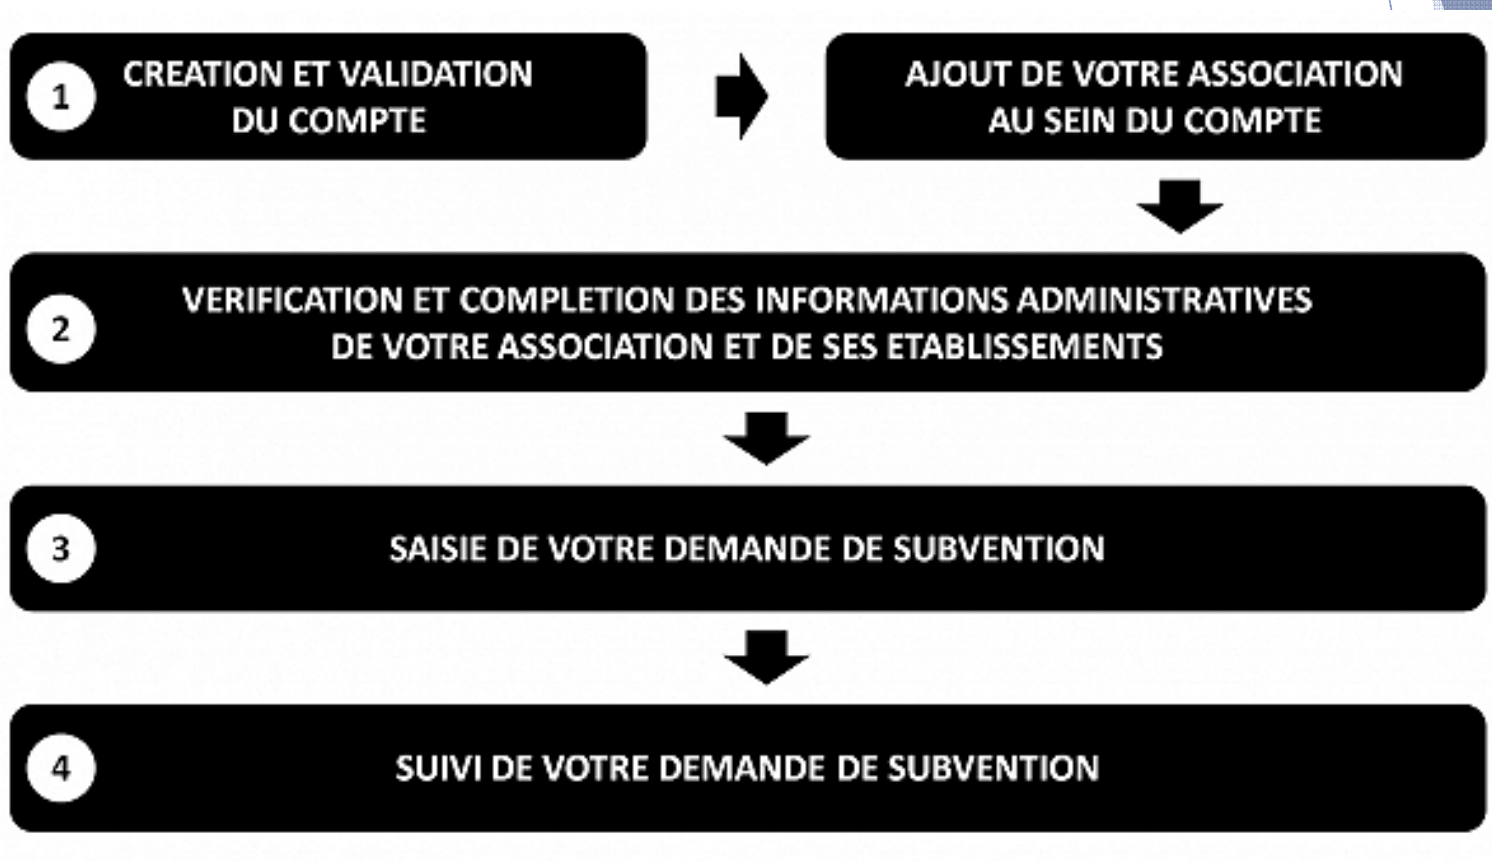 1
CREATION ET VALIDATION
DU COMPTE
AJOUT DE VOTRE ASSOCIATION
AU SEIN DU COMPTE
2
VERIFICATION ET COMPLETION DES INFORMATIONS ADMINISTRATIVES
DE VOTRE ASSOCIATION ET DE SES ETABLISSEMENTS
3
SAISIE DE VOTRE DEMANDE DE SUBVENTION
4
SUIVI DE VOTRE DEMANDE DE SUBVENTION